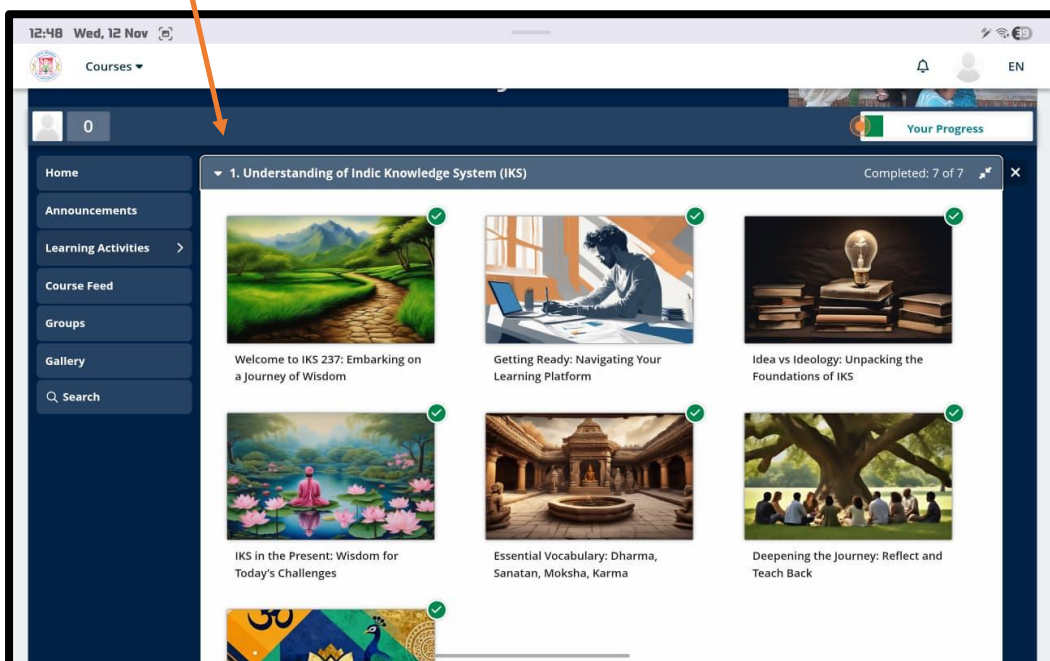 12:48 Wed, 12 Nov
Courses
EN
0
Your Progress
Home
Announcements
Learning Activities
Course Feed
Groups
Gallery
Search
1. Understanding of Indic Knowledge System (IKS)
Completed: 7 of 7
Welcome to IKS 237: Embarking on
a Journey of Wisdom
Getting Ready: Navigating Your
Learning Platform
Idea vs Ideology: Unpacking the
Foundations of IKS
IKS in the Present: Wisdom for
Today's Challenges
Essential Vocabulary: Dharma,
Sanatan, Moksha, Karma
Deepening the Journey: Reflect and
Teach Back